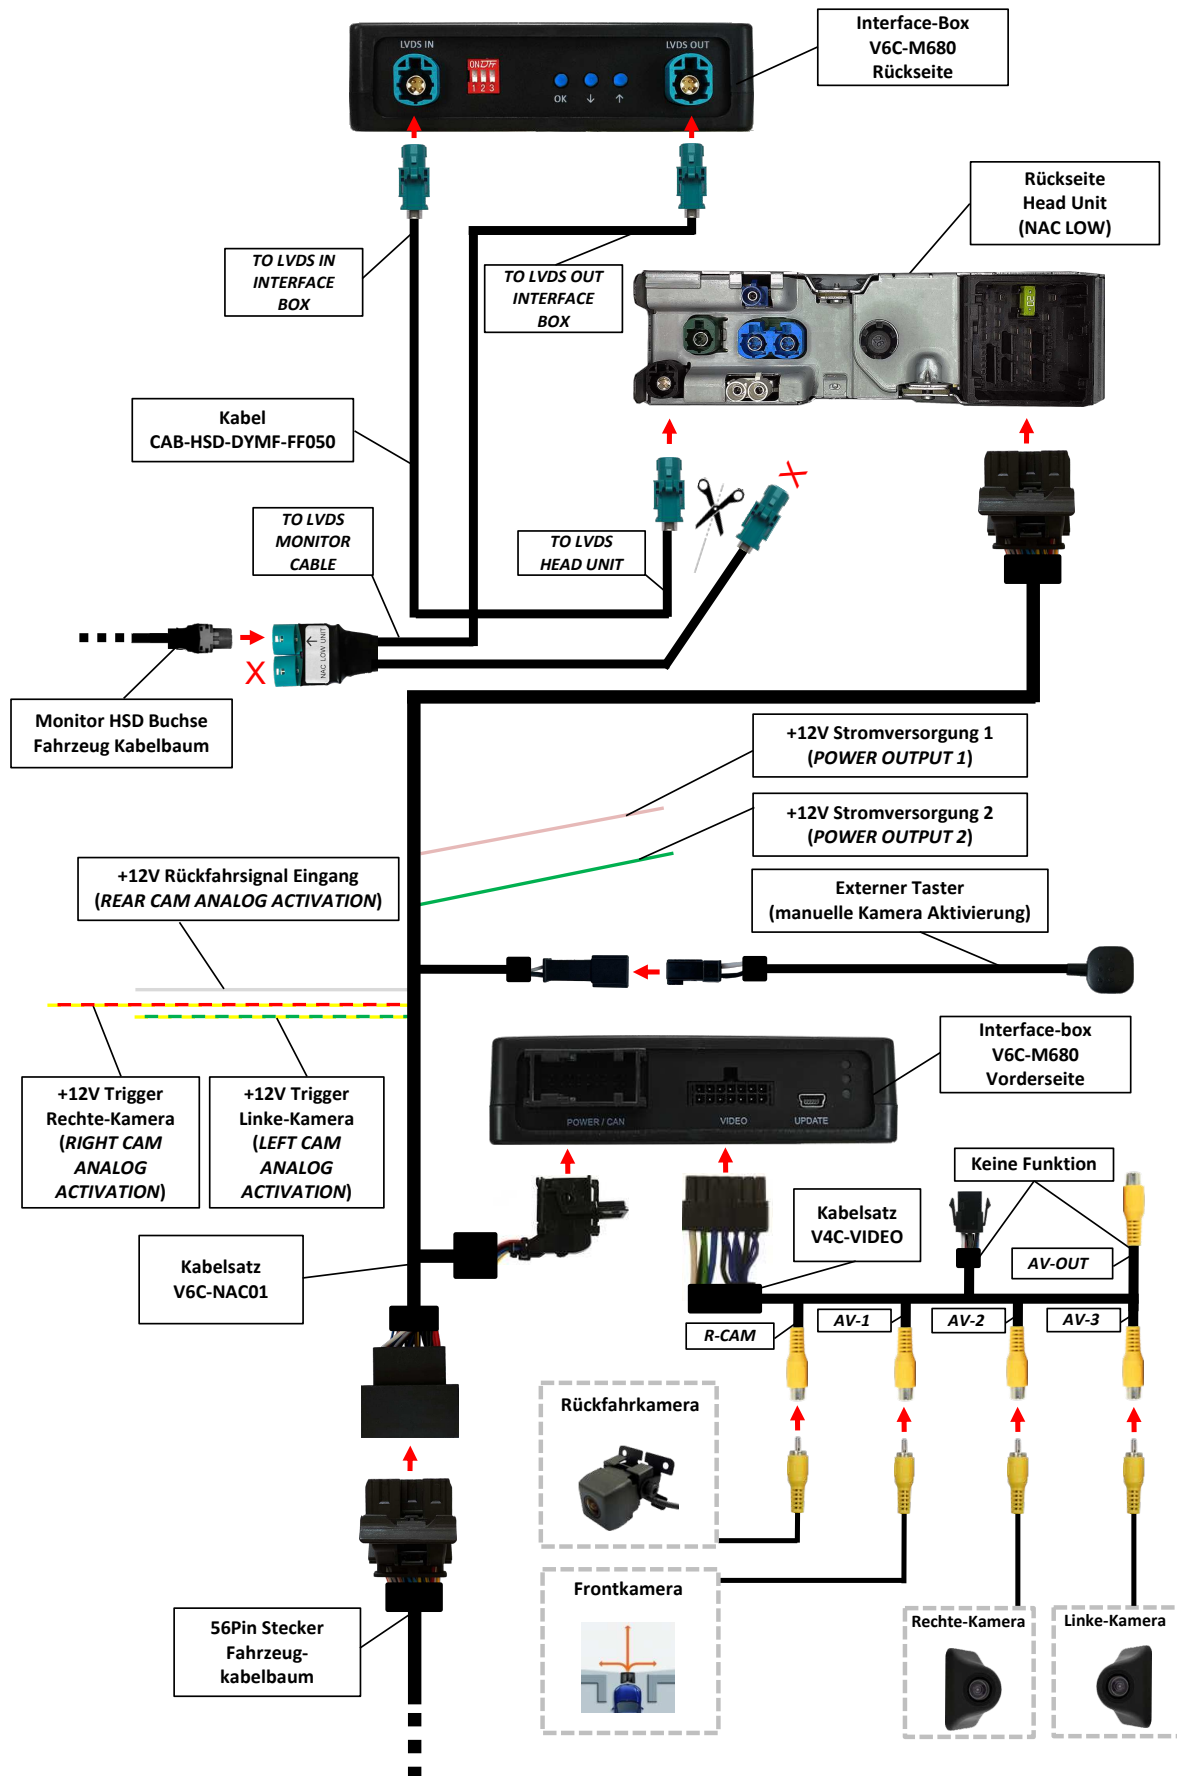 LVDS IN
LVDS OUT
ON DIP
1 2 3
OK ↓ ↑
Interface-Box
V6C-M680
Rückseite
Rückseite
Head Unit
(NAC LOW)
TO LVDS IN
INTERFACE
BOX
TO LVDS OUT
INTERFACE
BOX
Kabel
CAB-HSD-DYMF-FF050
TO LVDS
MONITOR
CABLE
TO LVDS
HEAD UNIT
X
NAC LOW UNIT
X
Monitor HSD Buchse
Fahrzeug Kabelbaum
+12V Stromversorgung 1
(POWER OUTPUT 1)
+12V Stromversorgung 2
(POWER OUTPUT 2)
+12V Rückfahrsignal Eingang
(REAR CAM ANALOG ACTIVATION)
Externer Taster
(manuelle Kamera Aktivierung)
+12V Trigger
Rechte-Kamera
(RIGHT CAM
ANALOG
ACTIVATION)
+12V Trigger
Linke-Kamera
(LEFT CAM
ANALOG
ACTIVATION)
Interface-box
V6C-M680
Vorderseite
POWER / CAN
VIDEO
UPDATE
Keine Funktion
Kabelsatz
V4C-VIDEO
Kabelsatz
V6C-NAC01
AV-OUT
R-CAM
AV-1
AV-2
AV-3
Rückfahrkamera
Frontkamera
Rechte-Kamera
Linke-Kamera
56Pin Stecker
Fahrzeug-
kabelbaum